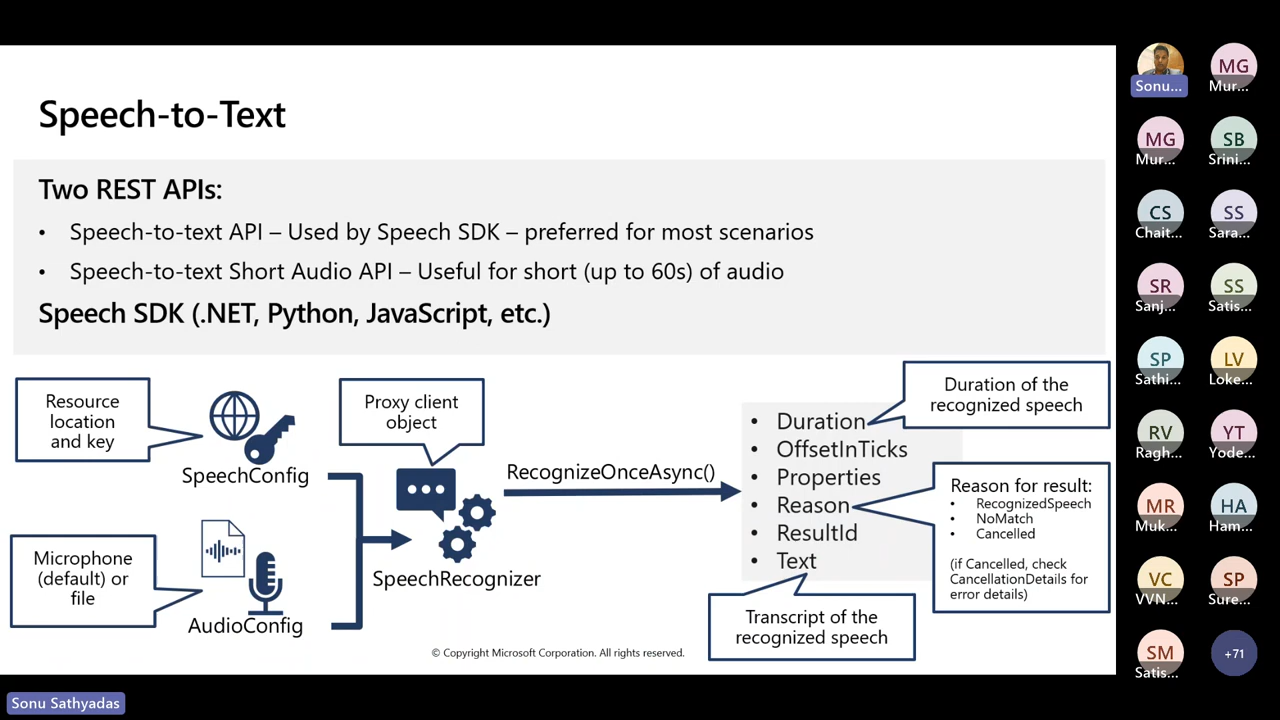 Speech-to-Text
Two REST APIs:
• Speech-to-text API – Used by Speech SDK – preferred for most scenarios
• Speech-to-text Short Audio API – Useful for short (up to 60s) of audio
Speech SDK (.NET, Python, JavaScript, etc.)
Resource
location
and key
SpeechConfig
Microphone
(default) or
file
AudioConfig
Proxy client
object
SpeechRecognizer
RecognizeOnceAsync()
• Duration
• OffsetInTicks
• Properties
• Reason
• ResultId
• Text
Duration of the
recognized speech
Reason for result:
• RecognizedSpeech
• NoMatch
• Cancelled
(if Cancelled, check
CancellationDetails for
error details)
Transcript of the
recognized speech
© Copyright Microsoft Corporation. All rights reserved.
Sonu Sathyadas
Sonu...
MG
Mur...
MG
Mur...
SB
Srini...
CS
Chait...
SS
Sara...
SR
Sanj...
SS
Satis...
SP
Sathi...
LV
Loke...
RV
Ragh...
YT
Yode...
MR
Muk...
HA
Ham...
VC
VVN...
SP
Sure...
SM
Satis...
+71